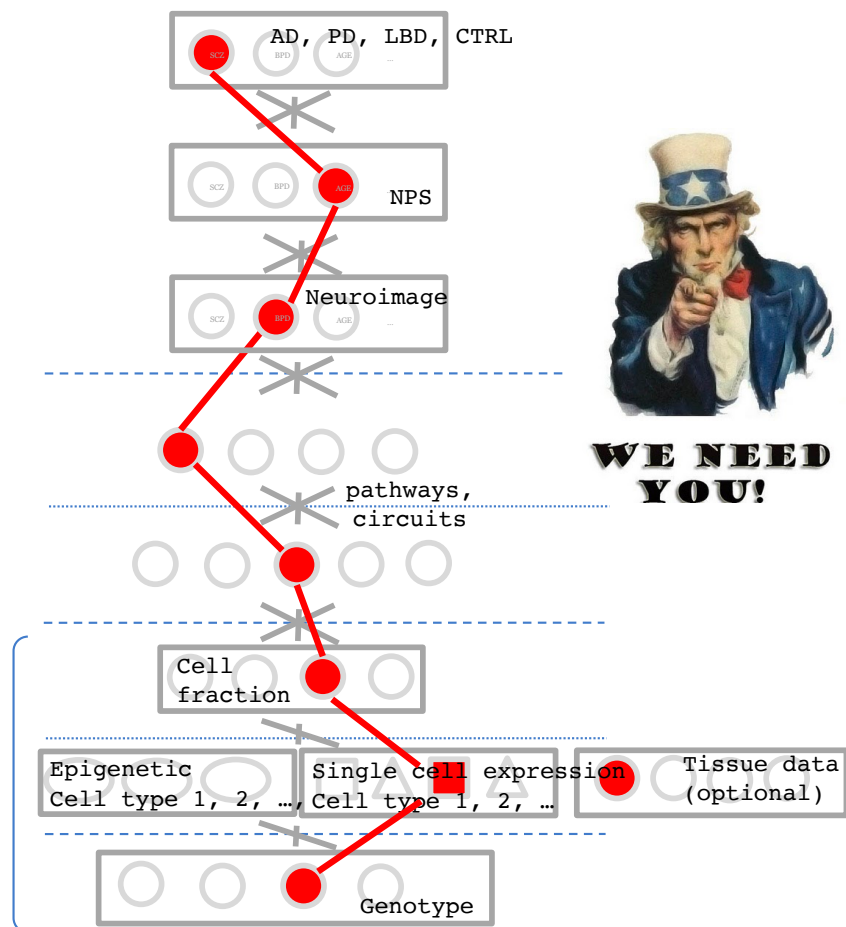 AD, PD, LBD, CTRL
SCZ BPD AGE ...
SCZ BPD AGE
NPS
Neuroimage
SCZ BPD AGE ...
WE NEED
YOU!
pathways,
circuits
Cell
fraction
Epigenetic
Cell type 1, 2, …,
Single cell expression
Cell type 1, 2, …
Tissue data
(optional)
Genotype